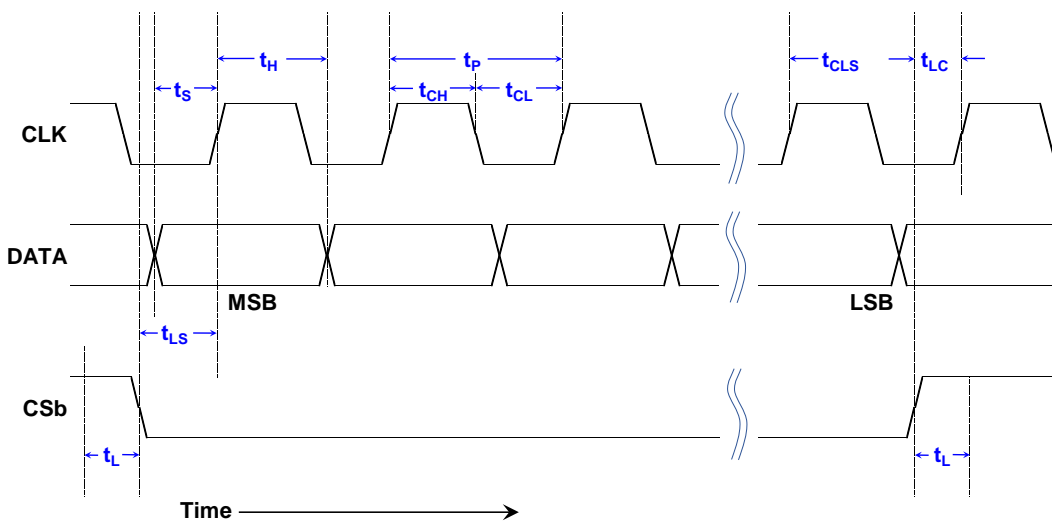 tH
tP
tCLS
tLC
tS
tCH
tCL
CLK
DATA
MSB
LSB
tLS
CSb
tL
tL
Time